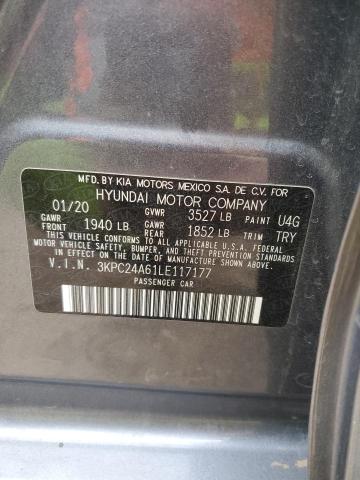 MFD. BY KIA MOTORS MEXICO S.A. DE C.V. FOR
HYUNDAI MOTOR COMPANY
01/20 GVWR 3527 LB PAINT U4G
GAWR FRONT 1940 LB GAWR REAR 1852 LB TRIM TRY
THIS VEHICLE CONFORMS TO ALL APPLICABLE U.S.A. FEDERAL
MOTOR VEHICLE SAFETY, BUMPER, AND THEFT PREVENTION STANDARDS
IN EFFECT ON THE DATE OF MANUFACTURE SHOWN ABOVE.
V.I.N. 3KPC24A61LE117177
PASSENGER CAR